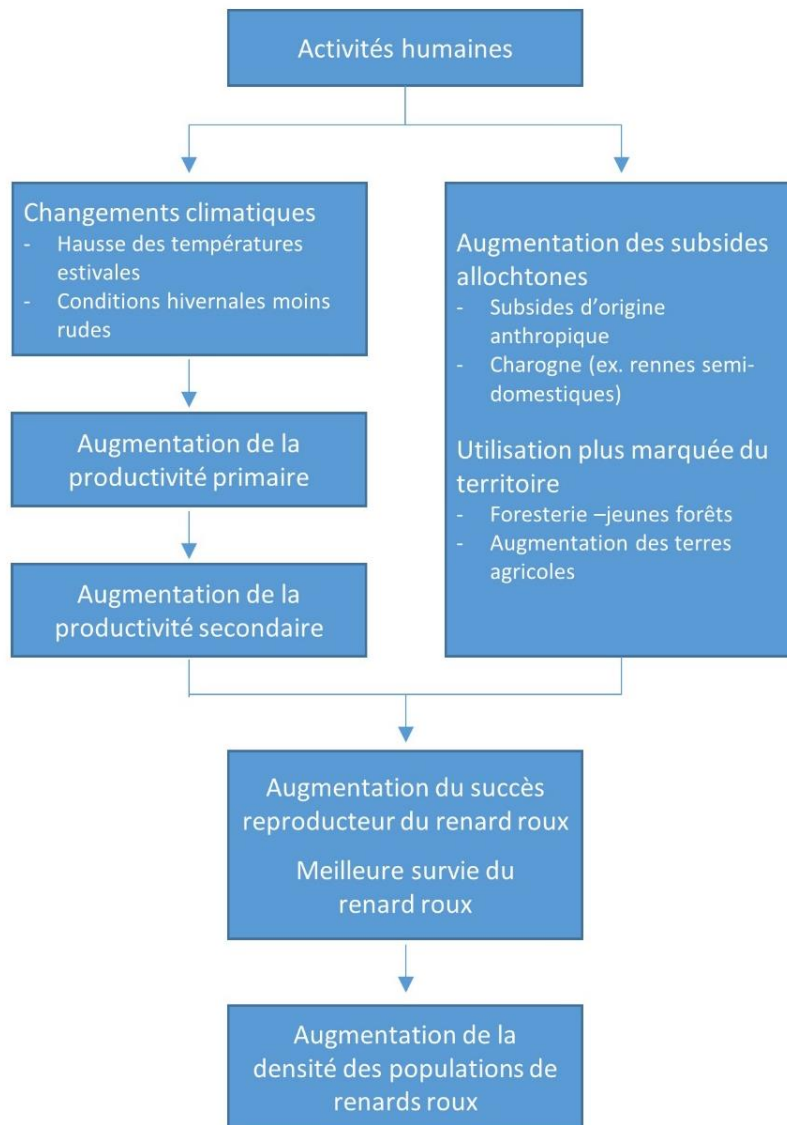 Activités humaines
Changements climatiques
- Hausse des températures
estivales
- Conditions hivernales moins
rudes
Augmentation de la
productivité primaire
Augmentation de la
productivité secondaire
Augmentation des subsides
allochtones
- Subsides d'origine
anthropique
- Charogne (ex. rennes semi-
domestiques)
Utilisation plus marquée du
territoire
- Foresterie –jeunes forêts
- Augmentation des terres
agricoles
Augmentation du succès
reproducteur du renard roux
Meilleure survie du
renard roux
Augmentation de la
densité des populations de
renards roux